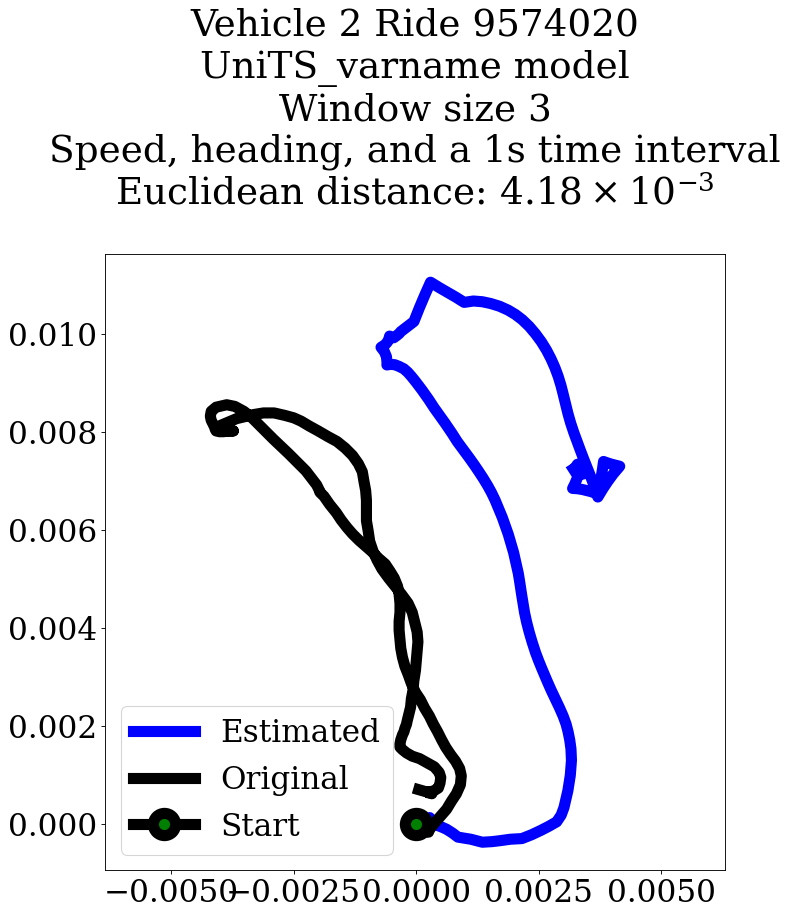 Vehicle 2 Ride 9574020
UniTS_varname model
Window size 3
Speed, heading, and a 1s time interval
Euclidean distance: 4.18 × 10⁻³
0.010
0.008
0.006
0.004
0.002
0.000
Estimated
Original
Start
−0.0050 −0.0025 0.0000 0.0025 0.0050